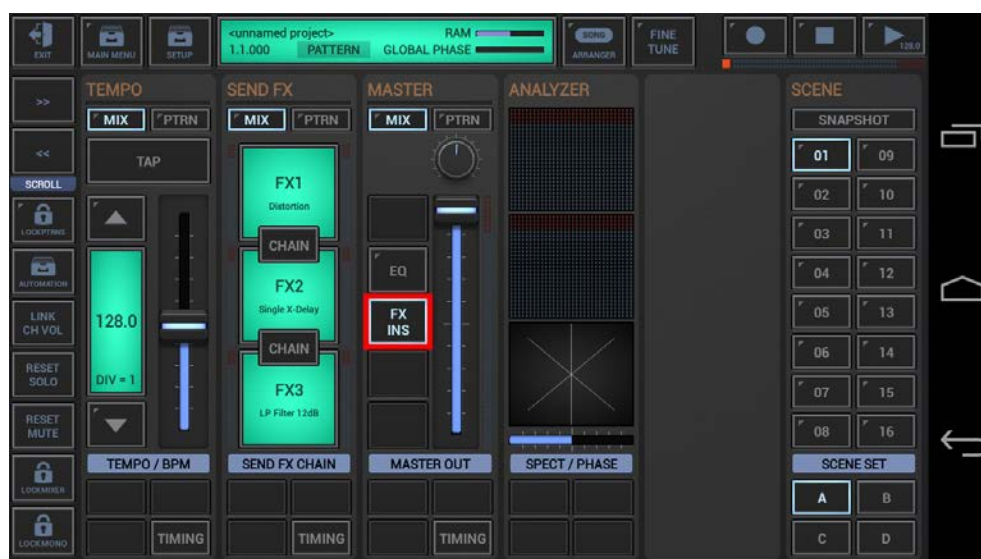 EXIT
MAIN MENU
SETUP
<unnamed project>
RAM
1.1.000
PATTERN
GLOBAL PHASE
SONG
ARRANGER
FINE
TUNE
128.0
>>
<<
SCROLL
LOCKPTRNS
AUTOMATION
LINK
CH VOL
RESET
SOLO
RESET
MUTE
LOCKMIXER
LOCKMONO
TEMPO
MIX
PTRN
TAP
128.0
DIV = 1
TEMPO / BPM
TIMING
SEND FX
MIX
PTRN
FX1
Distortion
CHAIN
FX2
Single X-Delay
CHAIN
FX3
LP Filter 12dB
SEND FX CHAIN
TIMING
MASTER
MIX
PTRN
EQ
FX
INS
MASTER OUT
TIMING
ANALYZER
SPECT / PHASE
SCENE
SNAPSHOT
01
09
02
10
03
11
04
12
05
13
06
14
07
15
08
16
SCENE SET
A
B
C
D